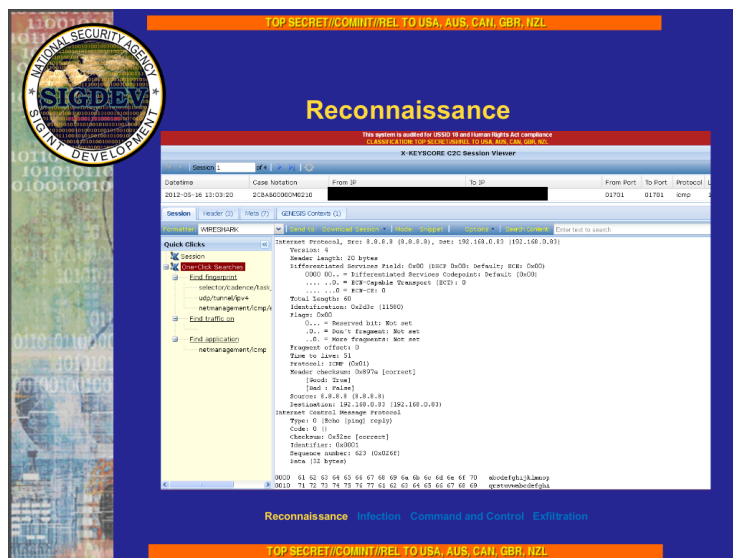 TOP SECRET//COMINT//REL TO USA, AUS, CAN, GBR, NZL
NATIONAL SECURITY AGENCY
SIGDEV
SIGINT DEVELOPMENT
Reconnaissance
This system is audited for USSID 18 and Human Rights Act compliance
CLASSIFICATION: TOP SECRET//SI//REL TO USA, AUS, CAN, GBR, NZL
X-KEYSCORE C2C Session Viewer
Session 1 of 4
Datetime Case Notation From IP To IP From Port To Port Protocol
2012-05-16 13:03:20 2CBA500000M0210 01701 01701 icmp
Session Header (3) Meta (7) GENESIS Contexts (1)
Formatter: WIRESHARK Send to Download Session Mode: Snippet Options Search Content: Enter text to search
Quick Clicks
Session
One-Click Searches
Find fingerprint
selector/cadence/task_
udp/tunnel/ipv4
netmanagement/icmp/e
Find traffic on
Find application
netmanagement/icmp
Internet Protocol, Src: 8.8.8.8 (8.8.8.8), Dst: 192.168.0.83 (192.168.0.83)
Version: 4
Header length: 20 bytes
Differentiated Services Field: 0x00 (DSCP 0x00: Default; ECN: 0x00)
0000 00.. = Differentiated Services Codepoint: Default (0x00)
.... ..0. = ECN-Capable Transport (ECT): 0
.... ...0 = ECN-CE: 0
Total Length: 60
Identification: 0x2d3c (11580)
Flags: 0x00
0... = Reserved bit: Not set
.0.. = Don't fragment: Not set
..0. = More fragments: Not set
Fragment offset: 0
Time to live: 51
Protocol: ICMP (0x01)
Header checksum: 0x897a [correct]
[Good: True]
[Bad : False]
Source: 8.8.8.8 (8.8.8.8)
Destination: 192.168.0.83 (192.168.0.83)
Internet Control Message Protocol
Type: 0 (Echo (ping) reply)
Code: 0 ()
Checksum: 0x52ec [correct]
Identifier: 0x0001
Sequence number: 623 (0x026f)
Data (32 bytes)
0000 61 62 63 64 65 66 67 68 69 6a 6b 6c 6d 6e 6f 70 abcdefghijklmnop
0010 71 72 73 74 75 76 77 61 62 63 64 65 66 67 68 69 qrstuvwabcdefghi
Reconnaissance Infection Command and Control Exfiltration
TOP SECRET//COMINT//REL TO USA, AUS, CAN, GBR, NZL